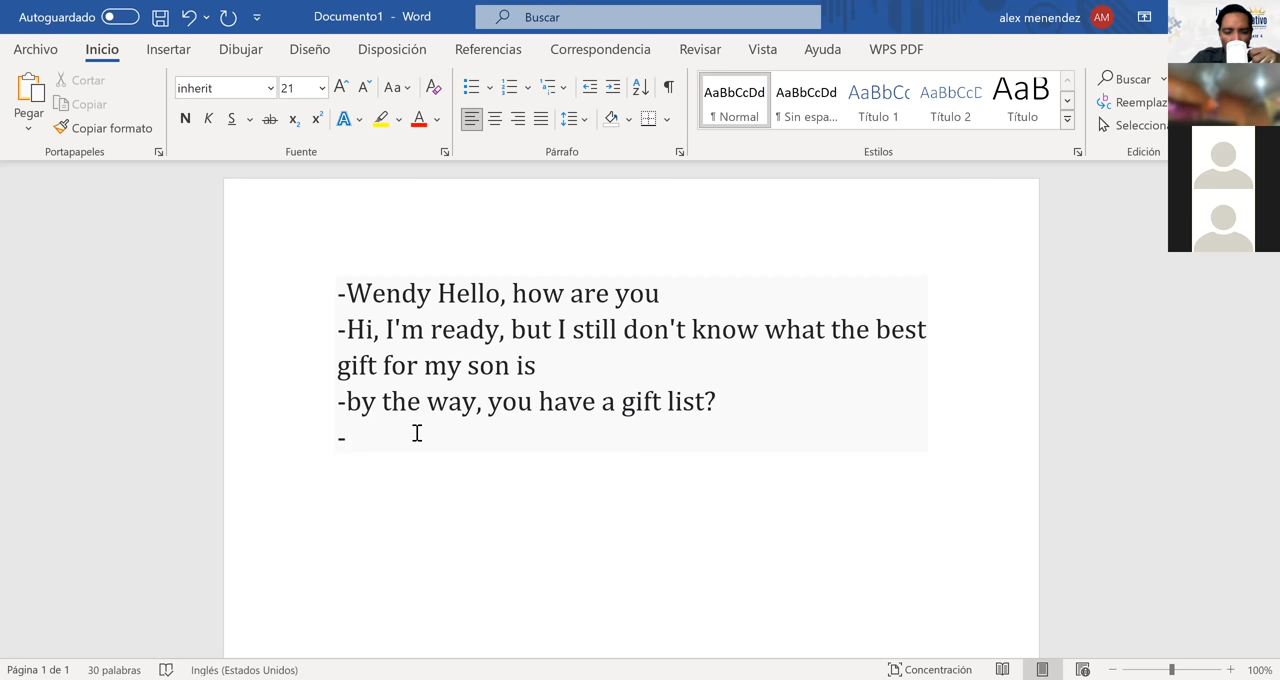 Autoguardado Documento1 - Word Buscar alex menendez AM
Archivo Inicio Insertar Dibujar Diseño Disposición Referencias Correspondencia Revisar Vista Ayuda WPS PDF
Pegar Cortar Copiar Copiar formato
inherit 21 Aa
N K S ab x₂ x² A A
AaBbCcDd AaBbCcDd AaBbCc AaBbCcD AaB
¶ Normal ¶ Sin espa... Título 1 Título 2 Título
Buscar
Reemplaz
Selecciona
Portapapeles Fuente Párrafo Estilos Edición
-Wendy Hello, how are you
-Hi, I'm ready, but I still don't know what the best
gift for my son is
-by the way, you have a gift list?
-
Página 1 de 1 30 palabras Inglés (Estados Unidos) Concentración 100%